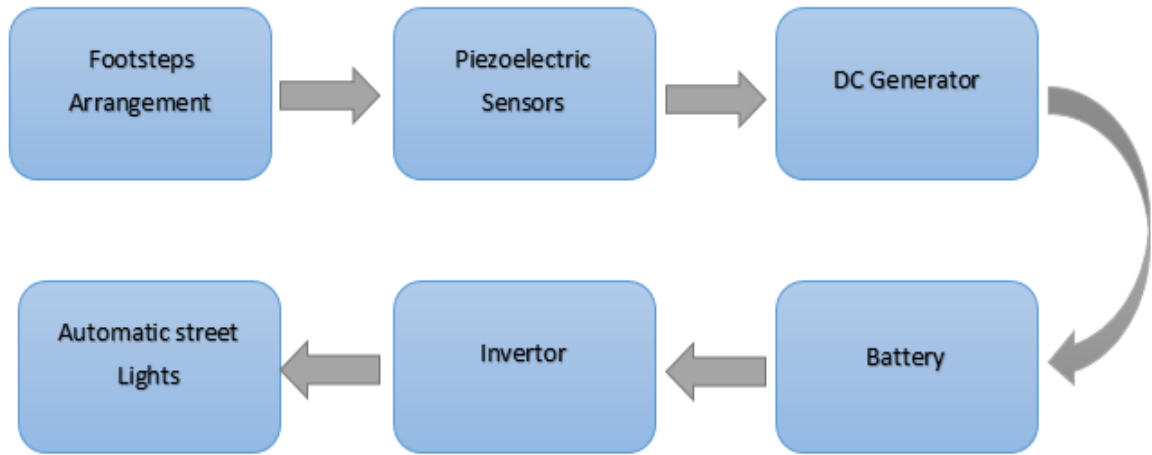 Footsteps
Arrangement
Piezoelectric
Sensors
DC Generator
Automatic street
Lights
Invertor
Battery